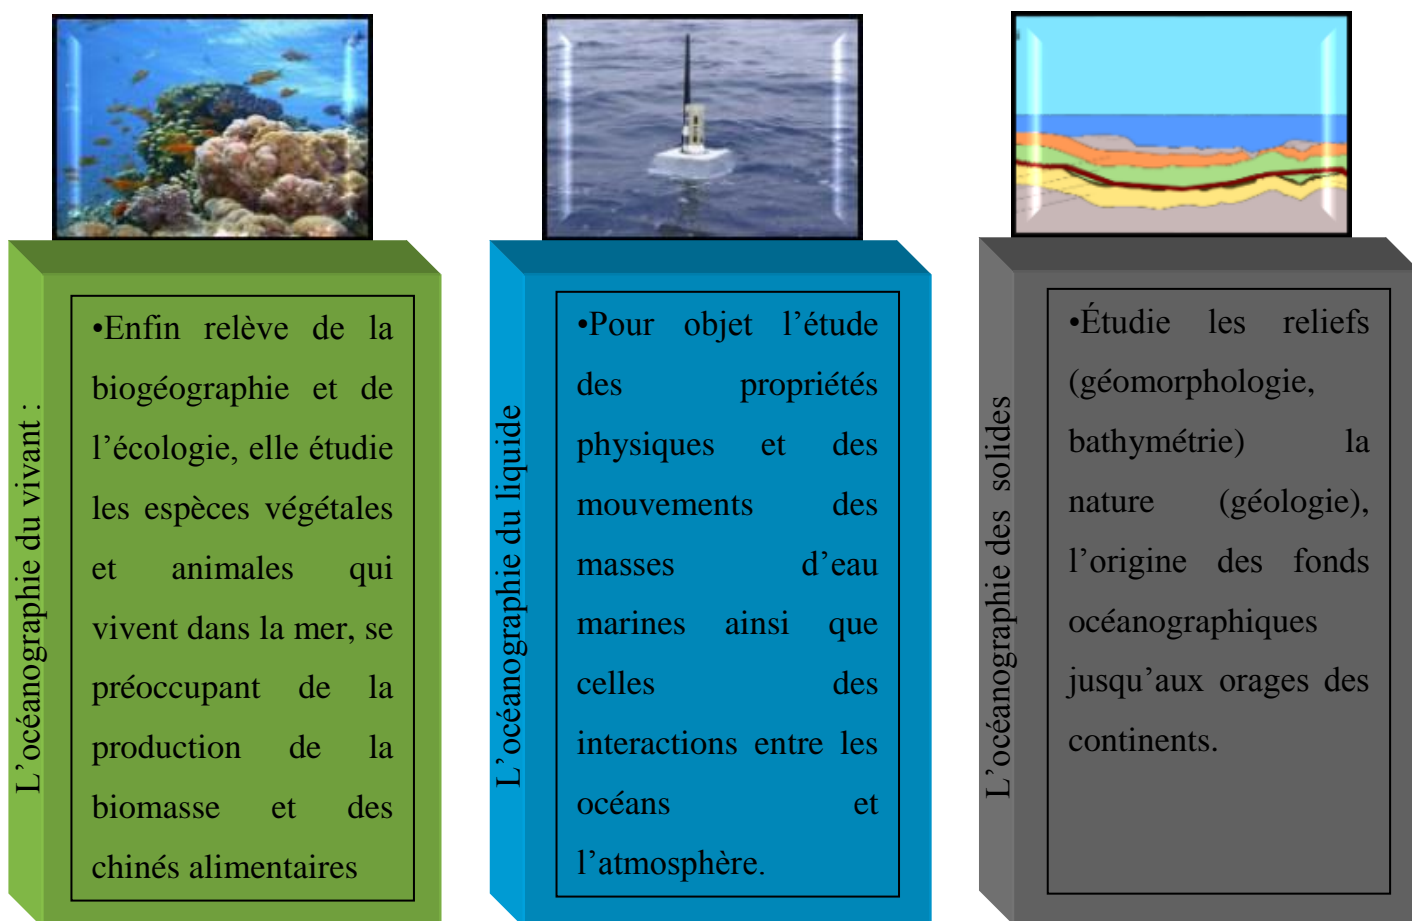 L’océanographie du vivant :
•Enfin relève de la
biogéographie et de
l’écologie, elle étudie
les espèces végétales
et animales qui
vivent dans la mer, se
préoccupant de la
production de la
biomasse et des
chinés alimentaires
L’océanographie du liquide
•Pour objet l’étude
des propriétés
physiques et des
mouvements des
masses d’eau
marines ainsi que
celles des
interactions entre les
océans et
l’atmosphère.
L’océanographie des solides
•Étudie les reliefs
(géomorphologie,
bathymétrie) la
nature (géologie),
l’origine des fonds
océanographiques
jusqu’aux orages des
continents.